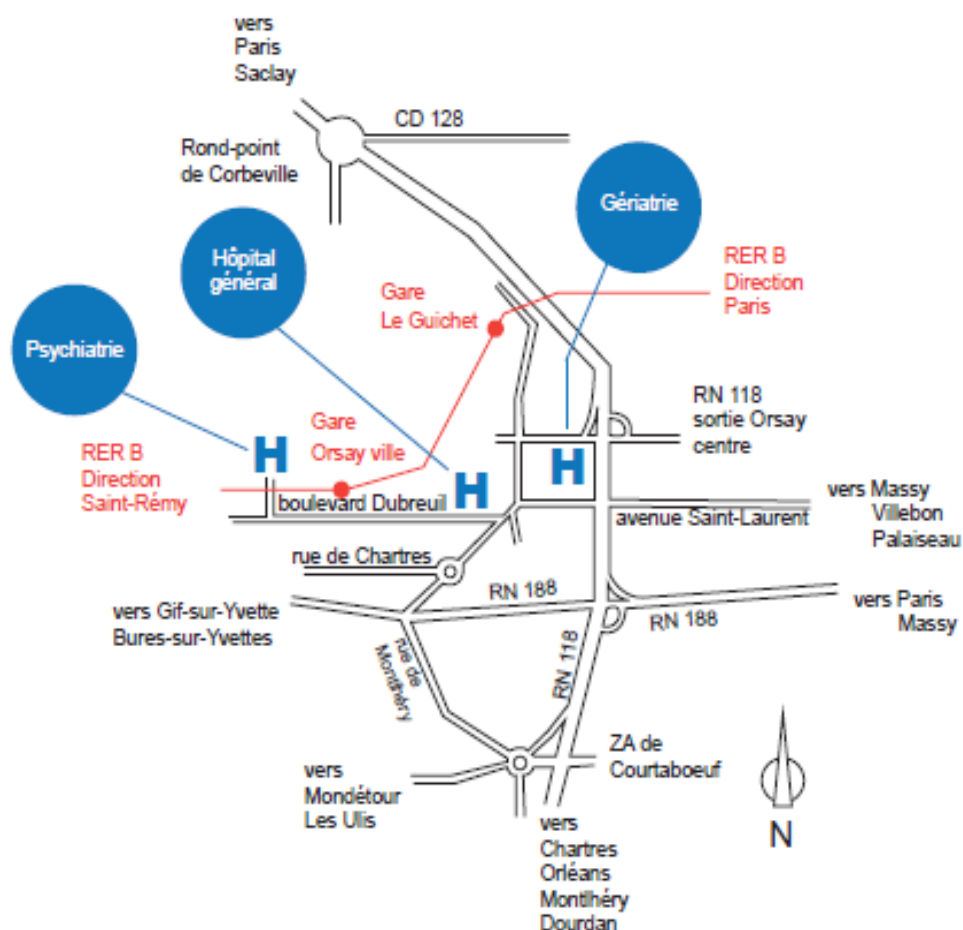 vers
Paris
Saclay
CD 128
Rond-point
de Corbeville
Gériatrie
Hôpital
général
RER B
Direction
Paris
Gare
Le Guichet
Psychiatrie
RN 118
sortie Orsay
centre
Gare
Orsay ville
RER B
Direction
Saint-Rémy
H
H
H
boulevard Dubreuil
avenue Saint-Laurent
vers Massy
Villebon
Palaiseau
rue de Chartres
RN 188
vers Gif-sur-Yvette
Bures-sur-Yvettes
RN 188
vers Paris
Massy
rue de
Montlhéry
RN 118
ZA de
Courtaboeuf
vers
Mondétour
Les Ulis
vers
Chartres
Orléans
Montlhéry
Dourdan
N